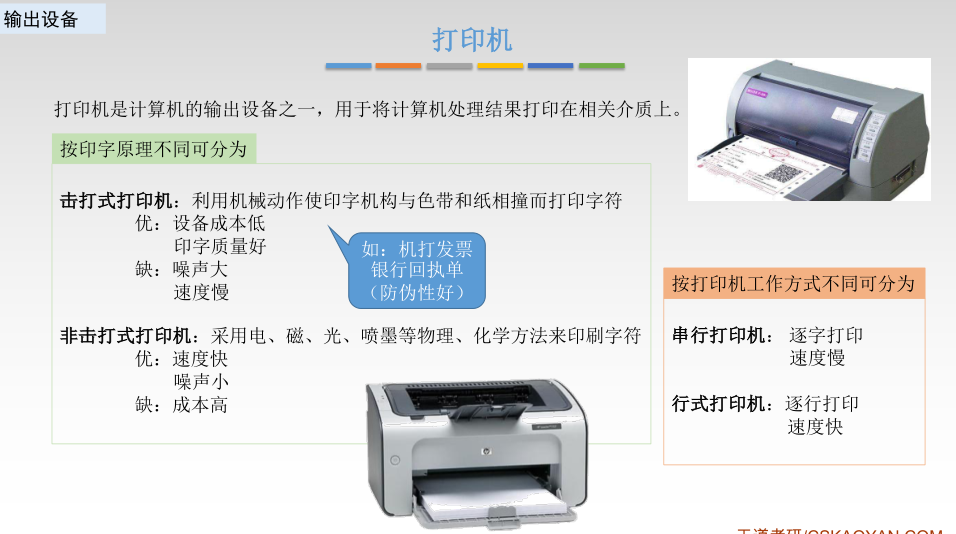 输出设备
打印机
打印机是计算机的输出设备之一，用于将计算机处理结果打印在相关介质上。
按印字原理不同可分为
击打式打印机：利用机械动作使印字机构与色带和纸相撞而打印字符
优：设备成本低
印字质量好
缺：噪声大
速度慢
如：机打发票
银行回执单
（防伪性好）
非击打式打印机：采用电、磁、光、喷墨等物理、化学方法来印刷字符
优：速度快
噪声小
缺：成本高
按打印机工作方式不同可分为
串行打印机： 逐字打印
速度慢
行式打印机：逐行打印
速度快
hp
王道考研/CSKAOYAN.COM